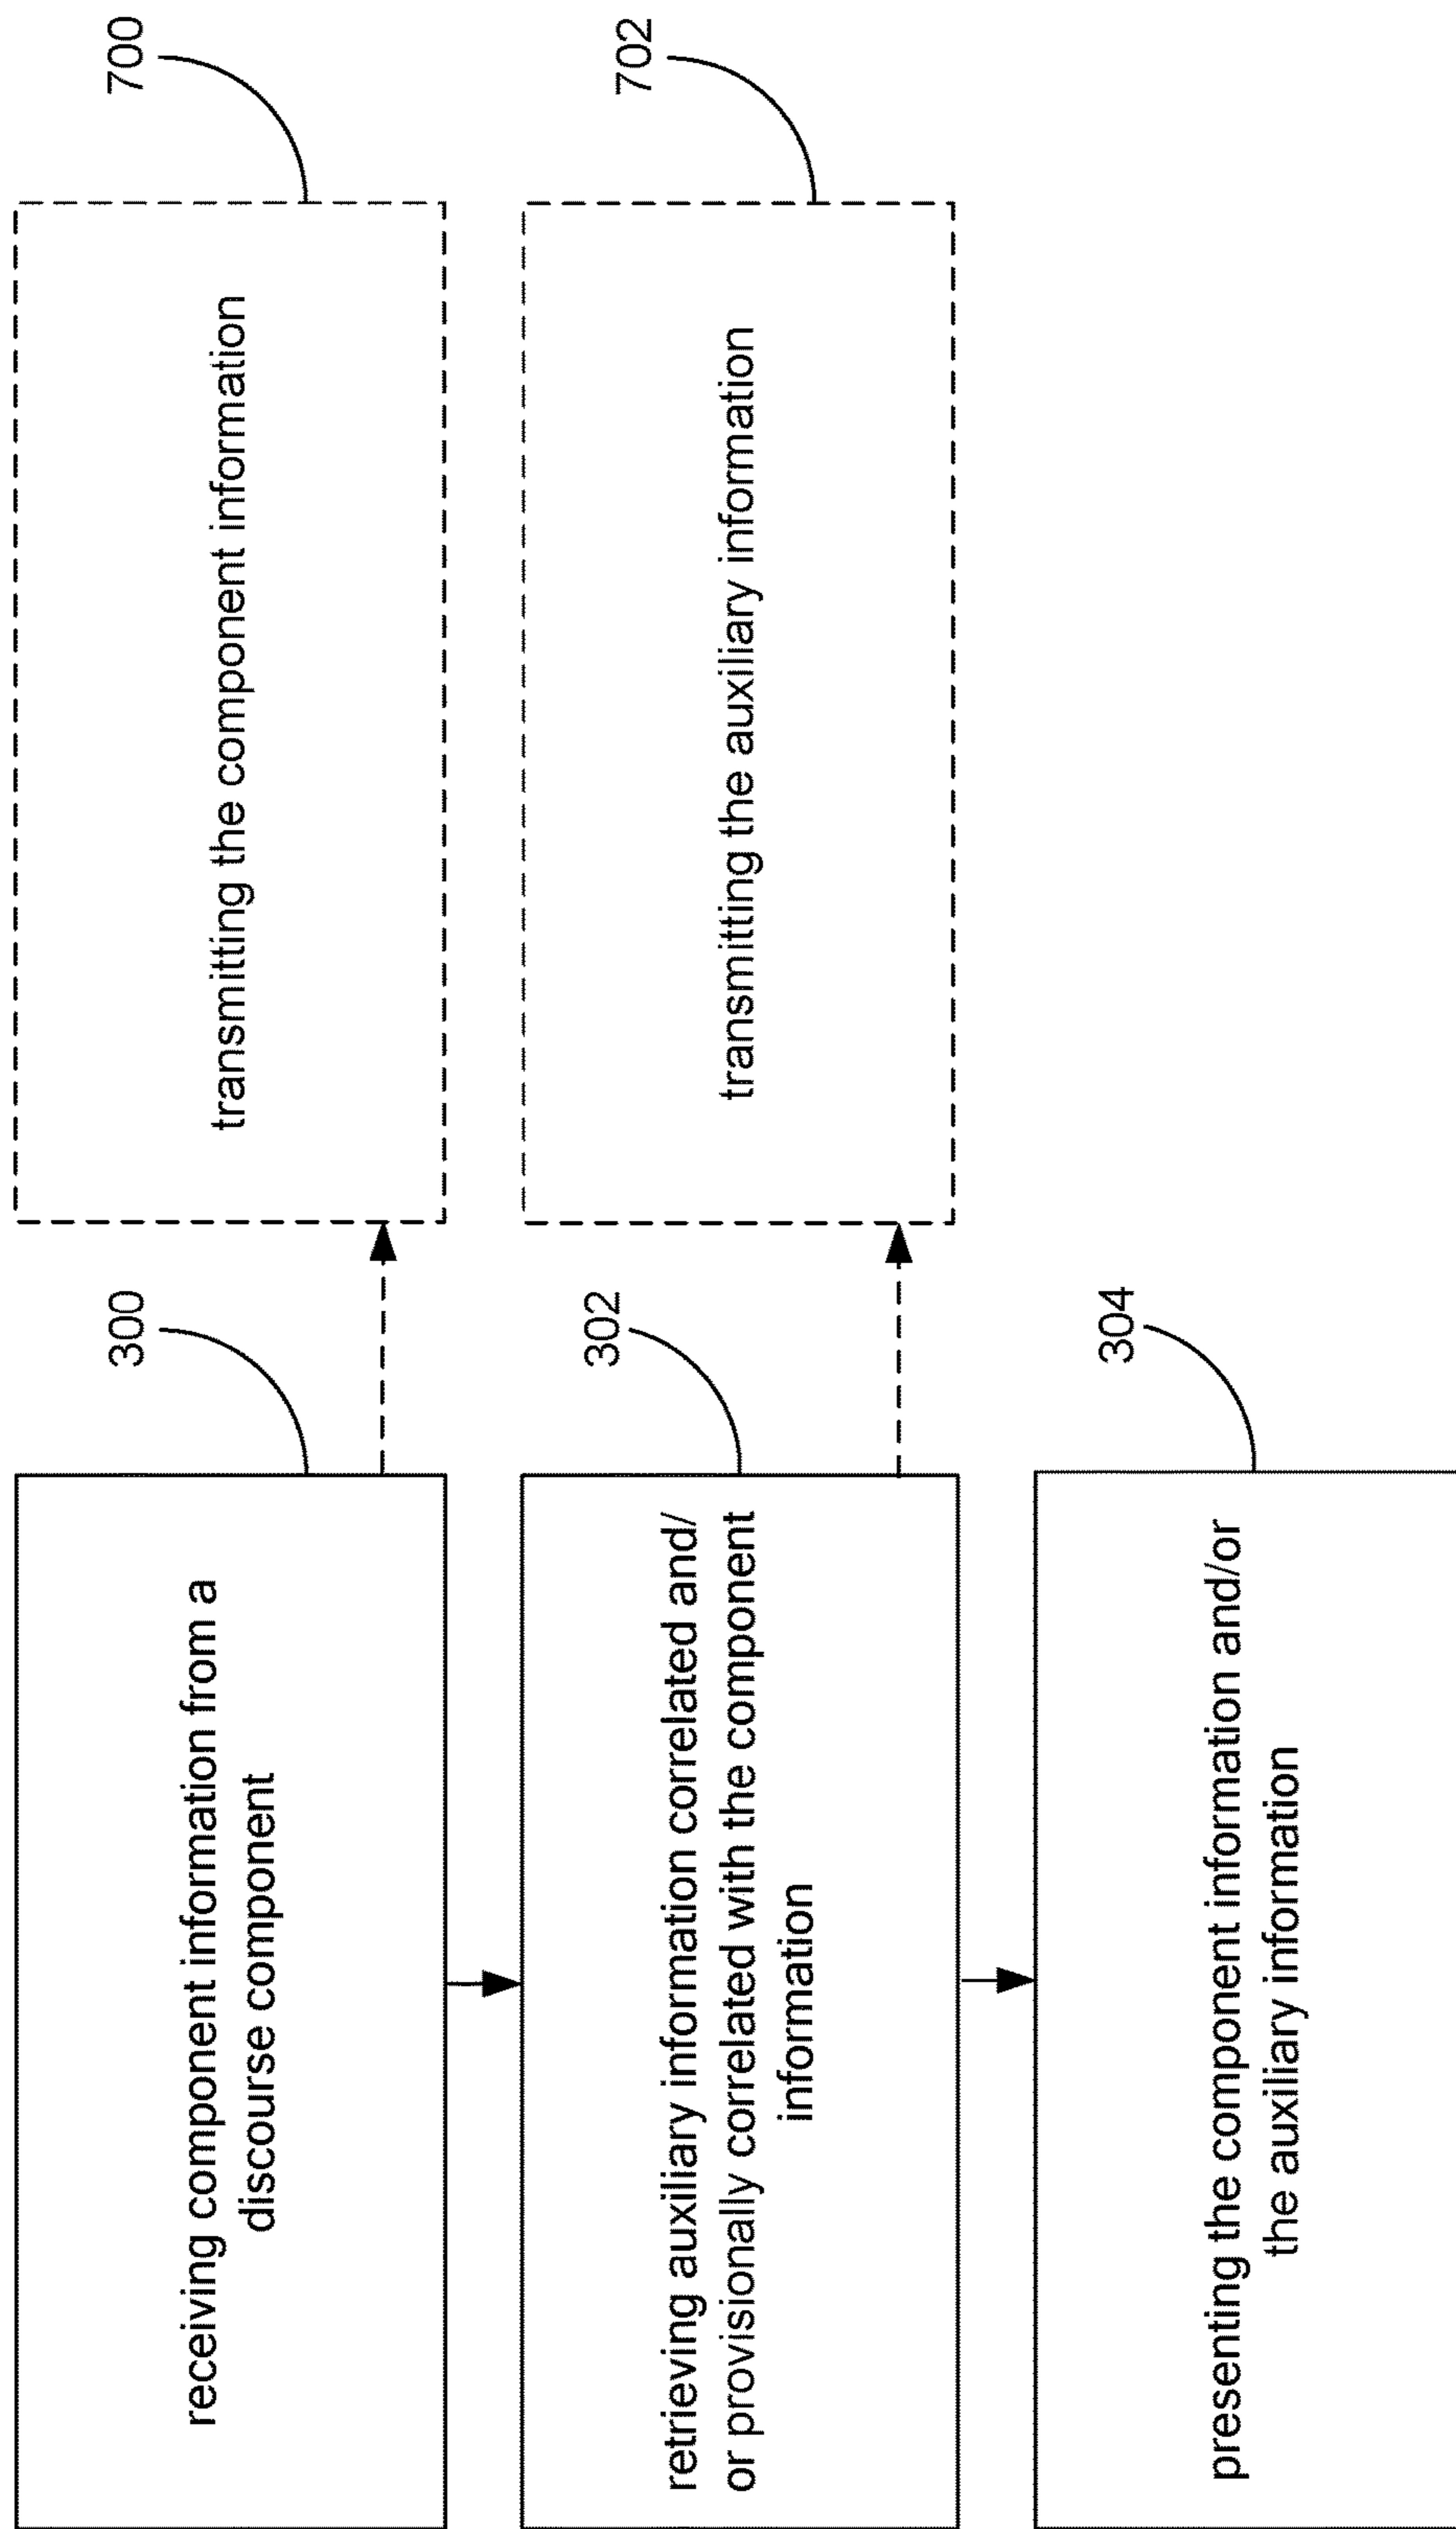 receiving component information from a
discourse component
300
transmitting the component information
700
retrieving auxiliary information correlated and/
or provisionally correlated with the component
information
302
transmitting the auxiliary information
702
presenting the component information and/or
the auxiliary information
304